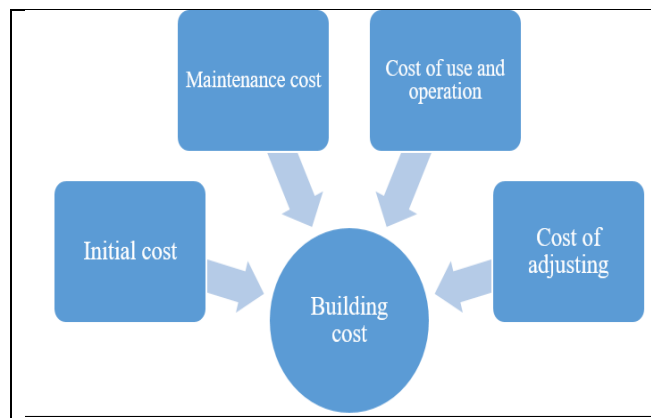 Maintenance cost
Cost of use and
operation
Initial cost
Cost of
adjusting
Building
cost